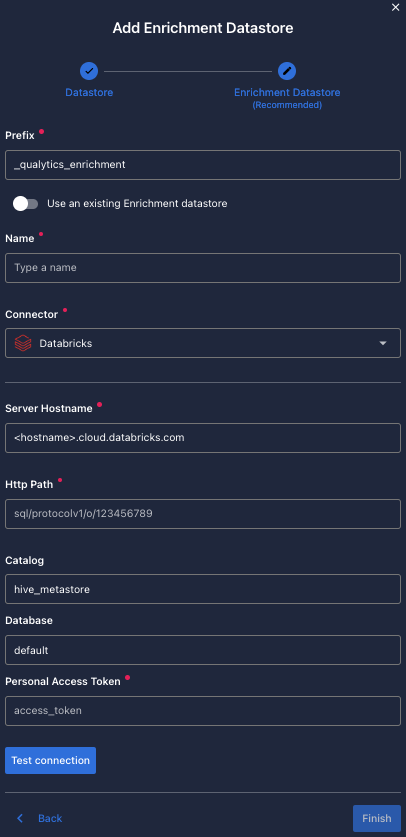 Add Enrichment Datastore
Datastore
Enrichment Datastore
(Recommended)
Prefix
_qualytics_enrichment
Use an existing Enrichment datastore
Name
Type a name
Connector
Databricks
Server Hostname
<hostname>.cloud.databricks.com
Http Path
sql/protocolv1/o/123456789
Catalog
hive_metastore
Database
default
Personal Access Token
access_token
Test connection
Back
Finish